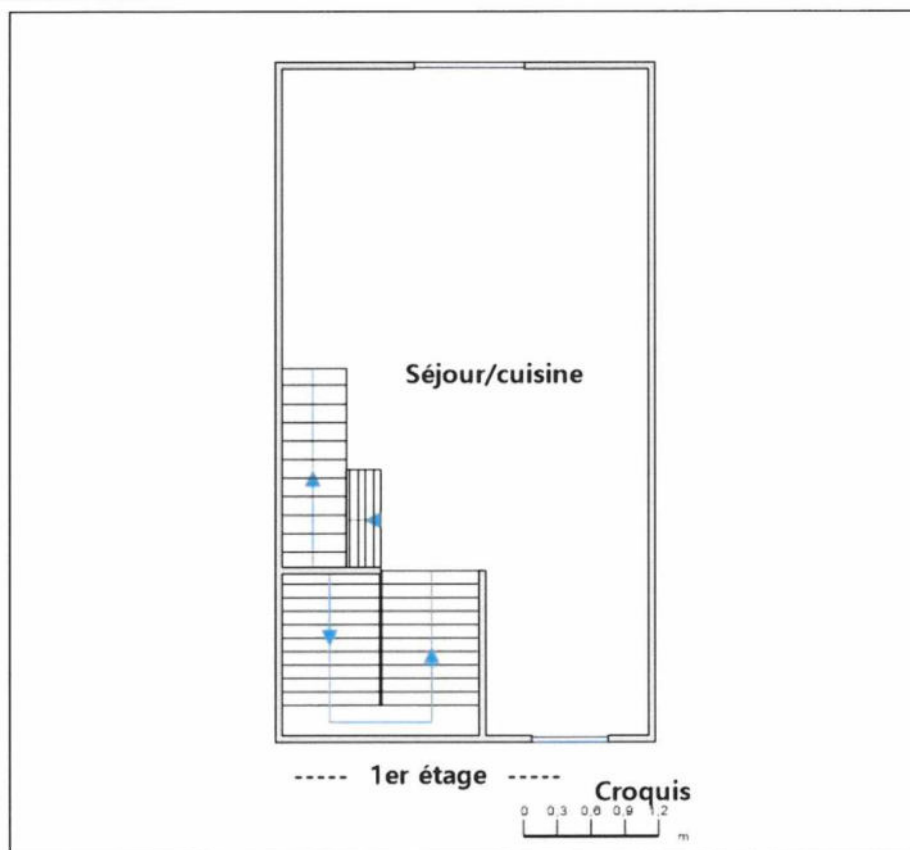 Séjour/cuisine
----- 1er étage -----
Croquis
0 0,3 0,6 0,9 1,2
m